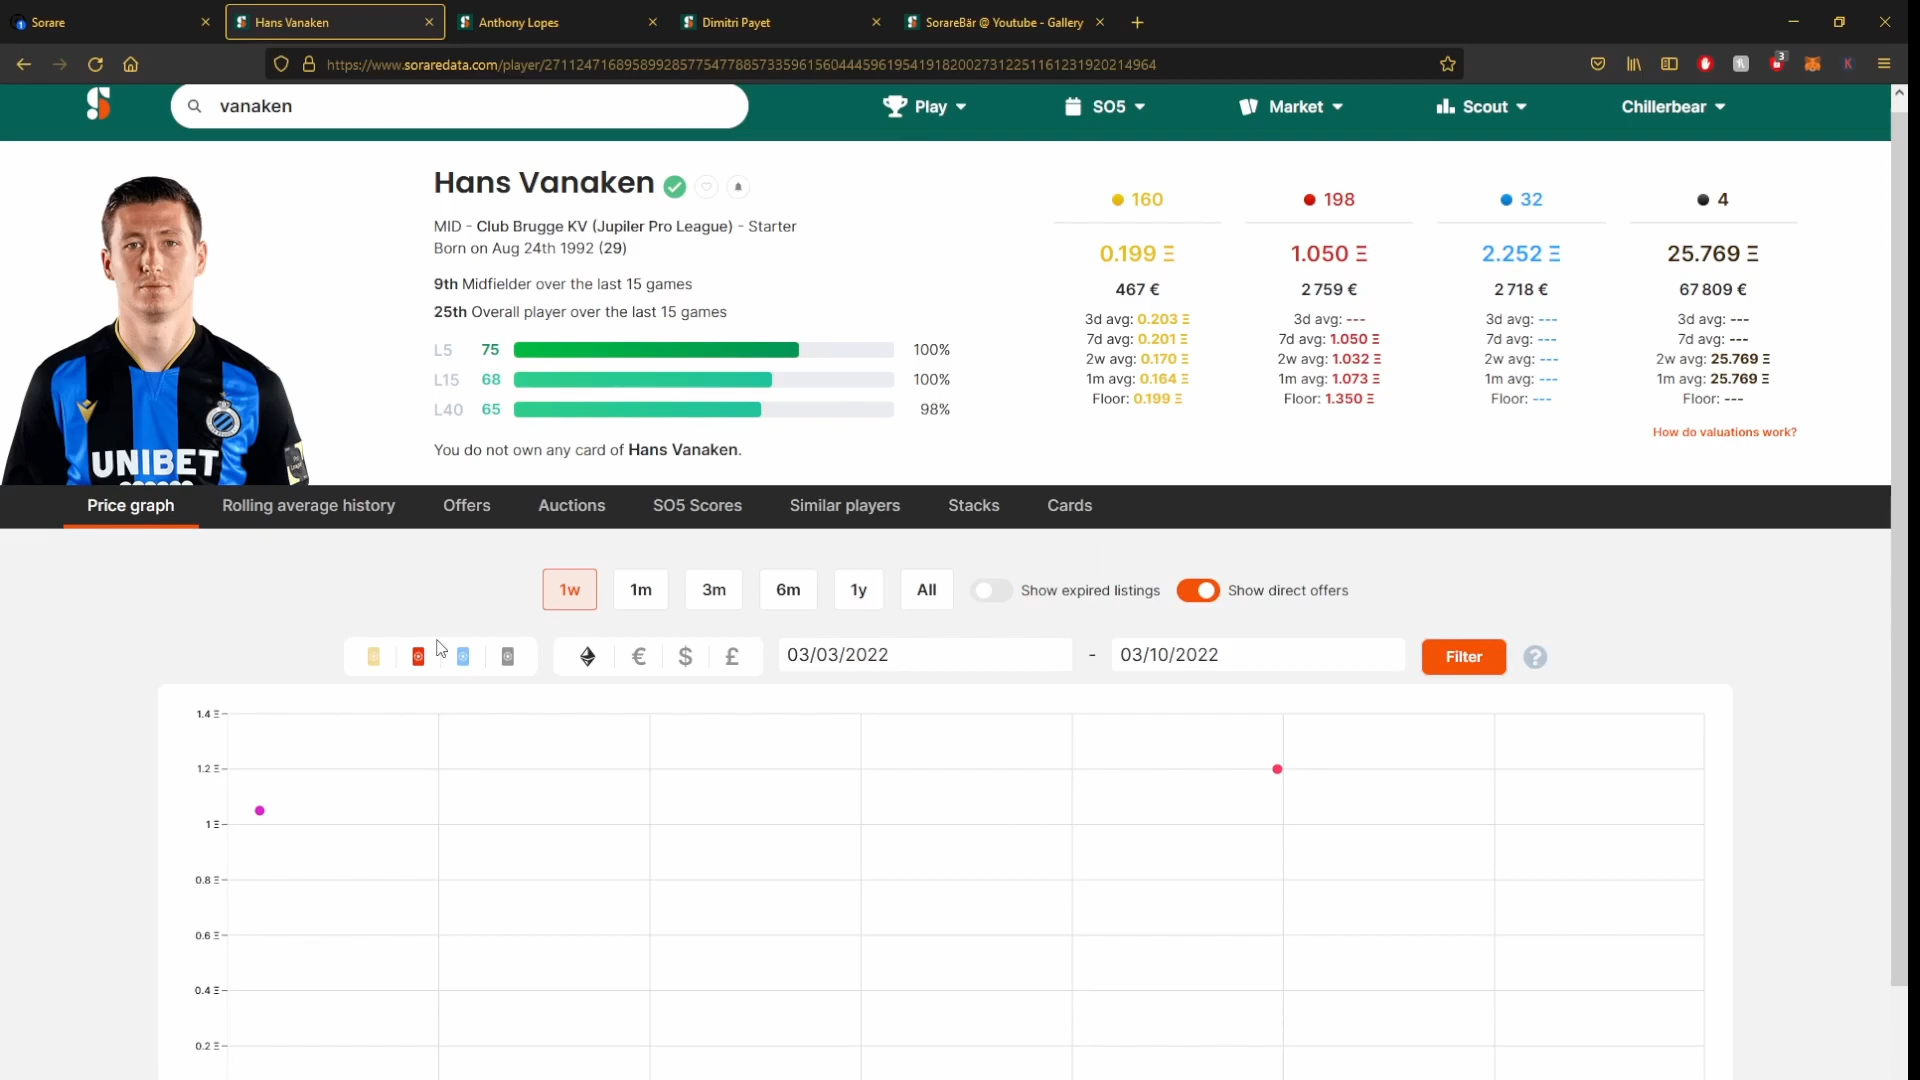 Sorare
Hans Vanaken
Anthony Lopes
Dimitri Payet
SorareBär @ Youtube - Gallery
https://www.soraredata.com/player/27112471689589928577547788573359615604445961954191820027312251161231920214964
3
K
vanaken
Play
SO5
Market
Scout
Chillerbear
Hans Vanaken
MID - Club Brugge KV (Jupiler Pro League) - Starter
Born on Aug 24th 1992 (29)
9th Midfielder over the last 15 games
25th Overall player over the last 15 games
L5 75 100%
L15 68 100%
L40 65 98%
You do not own any card of Hans Vanaken.
160 198 32 4
0.199 Ξ 1.050 Ξ 2.252 Ξ 25.769 Ξ
467 € 2 759 € 2 718 € 67 809 €
3d avg: 0.203 Ξ 3d avg: --- 3d avg: --- 3d avg: ---
7d avg: 0.201 Ξ 7d avg: 1.050 Ξ 7d avg: --- 7d avg: ---
2w avg: 0.170 Ξ 2w avg: 1.032 Ξ 2w avg: --- 2w avg: 25.769 Ξ
1m avg: 0.164 Ξ 1m avg: 1.073 Ξ 1m avg: --- 1m avg: 25.769 Ξ
Floor: 0.199 Ξ Floor: 1.350 Ξ Floor: --- Floor: ---
How do valuations work?
UNIBET
Price graph Rolling average history Offers Auctions SO5 Scores Similar players Stacks Cards
1w 1m 3m 6m 1y All Show expired listings Show direct offers
€ $ £ 03/03/2022 - 03/10/2022 Filter ?
1.4 Ξ
1.2 Ξ
1 Ξ
0.8 Ξ
0.6 Ξ
0.4 Ξ
0.2 Ξ